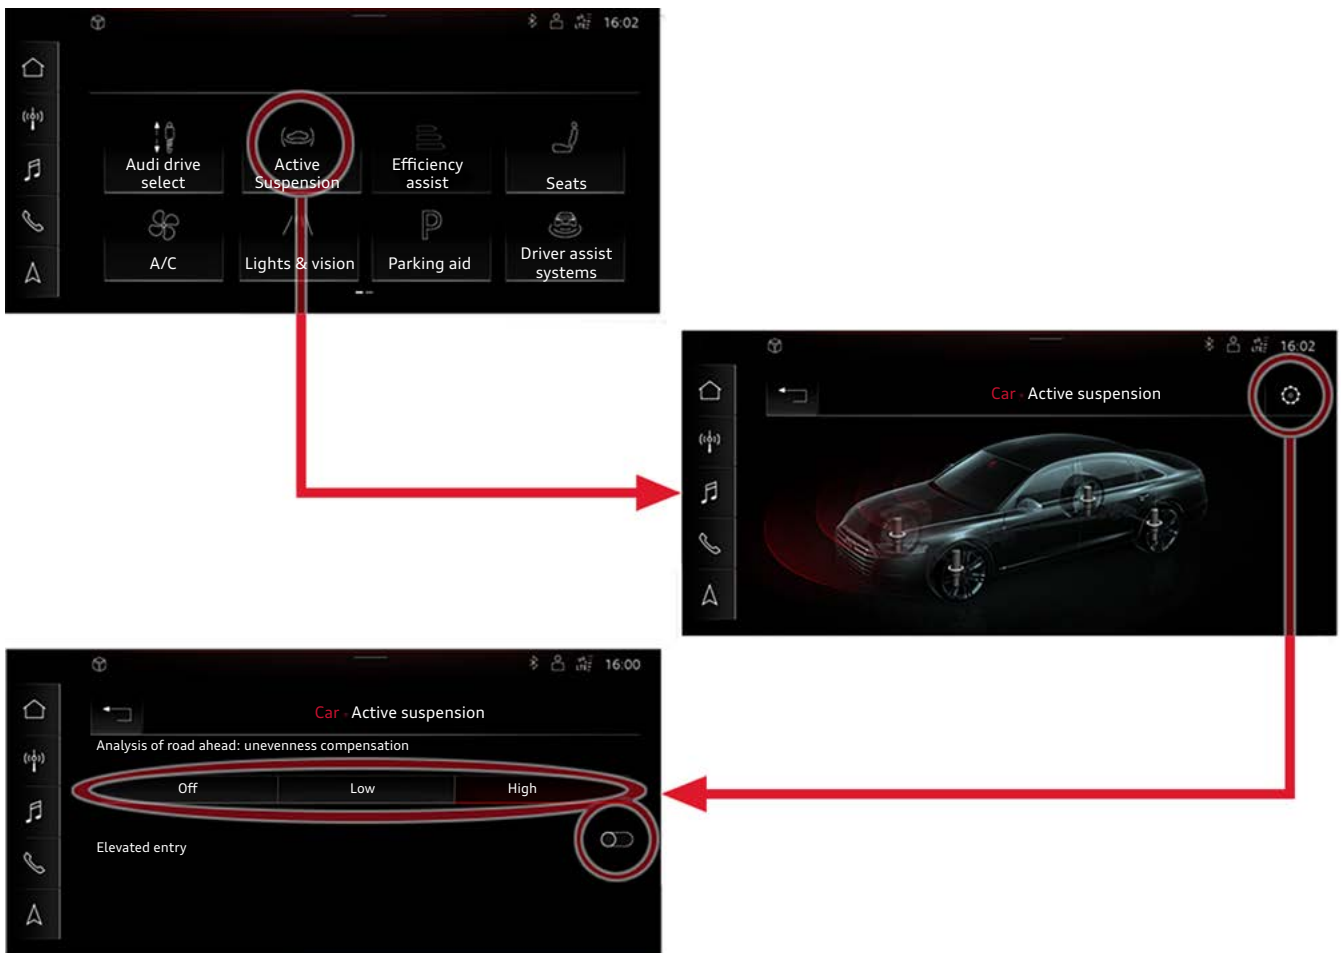 16:02
Audi drive
select
Active
Suspension
Efficiency
assist
Seats
A/C
Lights & vision
Parking aid
Driver assist
systems
LTE
16:02
Car › Active suspension
LTE
16:00
Car › Active suspension
Analysis of road ahead: unevenness compensation
Off
Low
High
Elevated entry